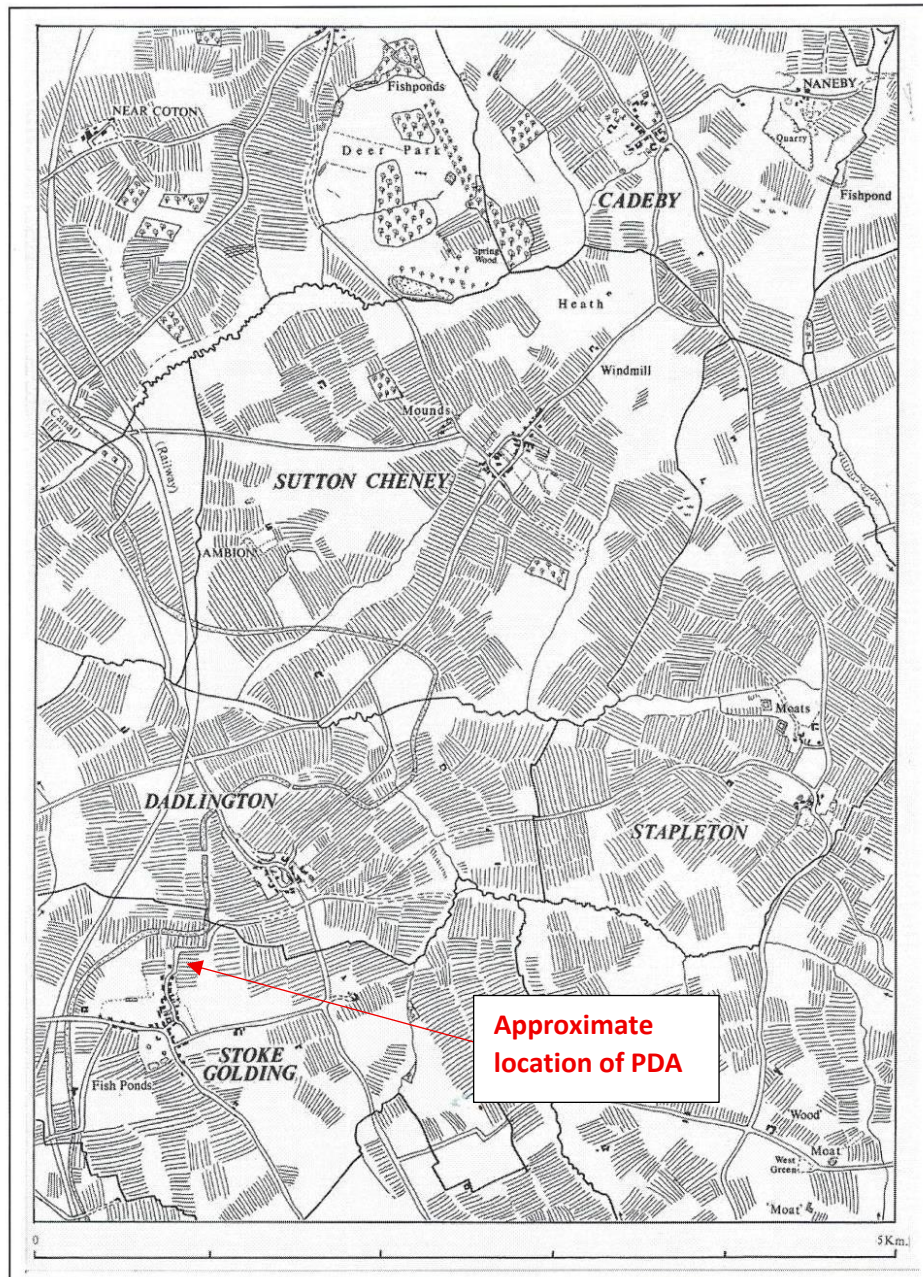 Fishponds
NANEBY
NEAR COTON
Deer Park
Quarry
CADEBY
Fishpond
Spring
Wood
Heath
Windmill
Mounds
(Canal)
(Railway)
SUTTON CHENEY
AMBION
Moats
DADLINGTON
STAPLETON
Approximate
location of PDA
STOKE
GOLDING
Fish Ponds
'Wood'
Moat
West
Green
'Moat'
0
5Km.